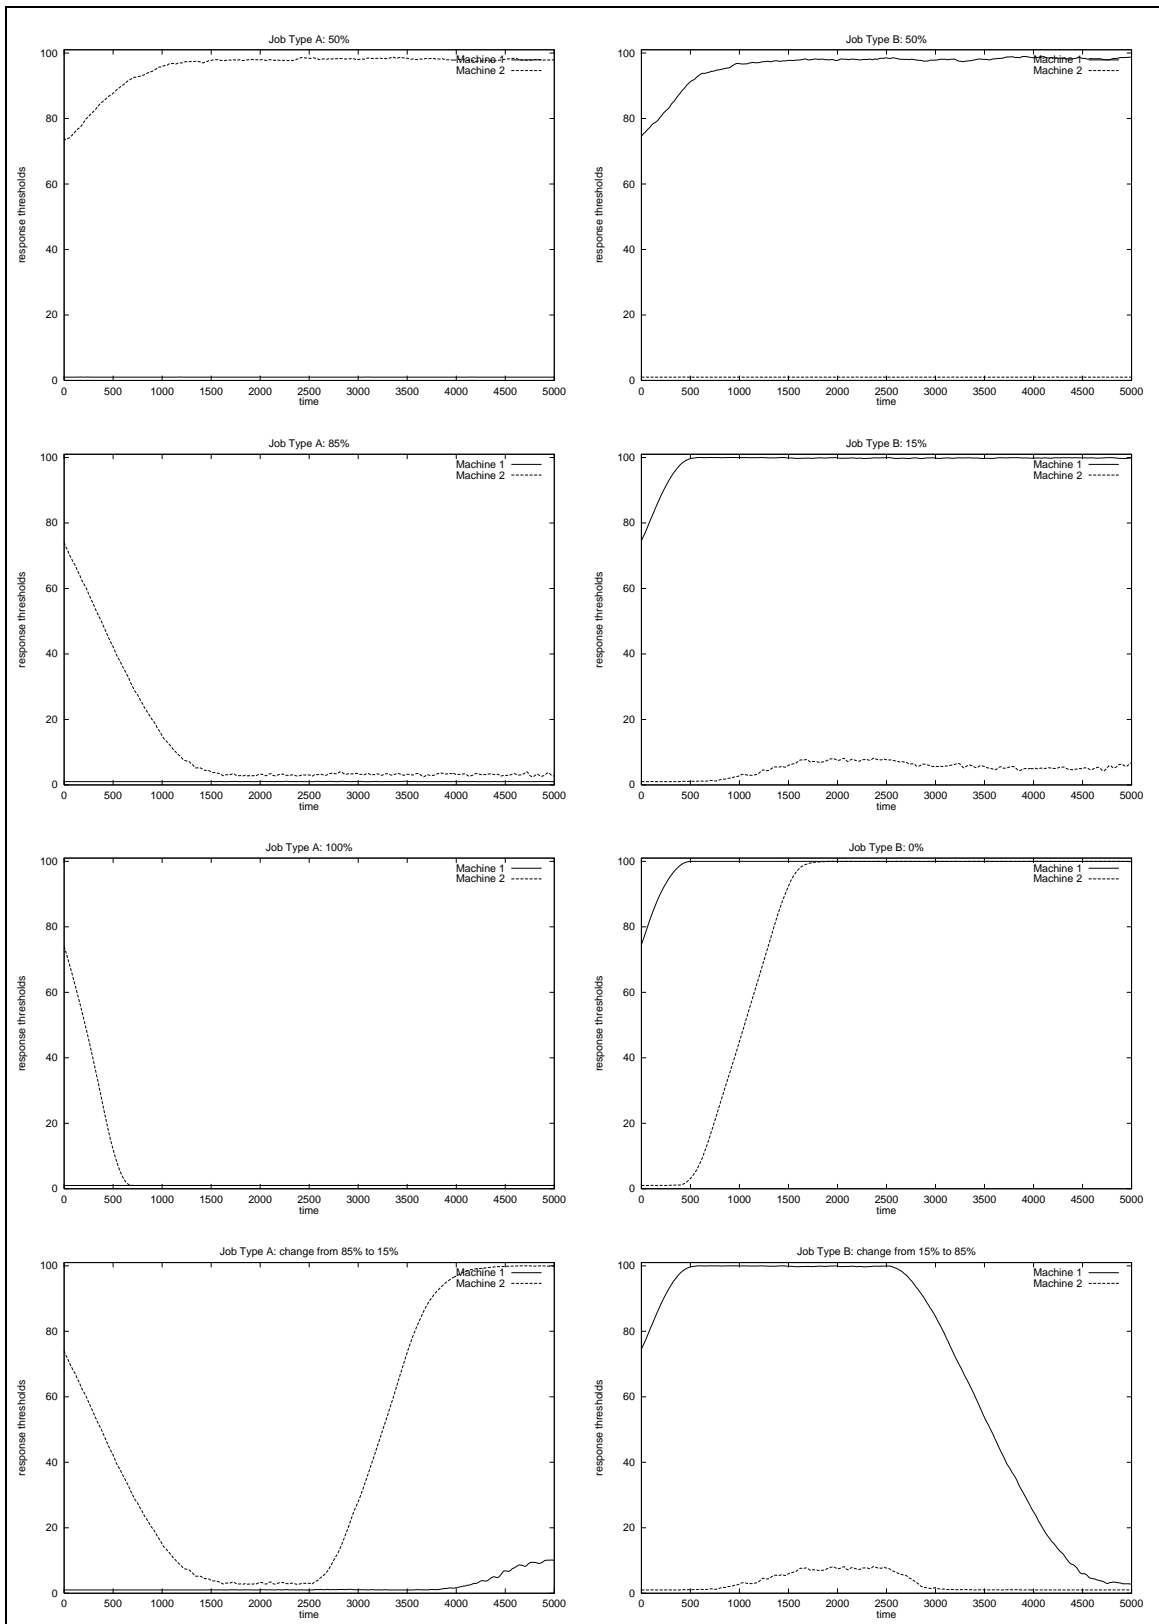 Job Type A: 50%
response thresholds
100
80
60
40
20
0
Machine 1
Machine 2
0 500 1000 1500 2000 2500 3000 3500 4000 4500 5000
time
Job Type B: 50%
response thresholds
100
80
60
40
20
0
Machine 1
Machine 2
0 500 1000 1500 2000 2500 3000 3500 4000 4500 5000
time
Job Type A: 85%
response thresholds
100
80
60
40
20
0
Machine 1
Machine 2
0 500 1000 1500 2000 2500 3000 3500 4000 4500 5000
time
Job Type B: 15%
response thresholds
100
80
60
40
20
0
Machine 1
Machine 2
0 500 1000 1500 2000 2500 3000 3500 4000 4500 5000
time
Job Type A: 100%
response thresholds
100
80
60
40
20
0
Machine 1
Machine 2
0 500 1000 1500 2000 2500 3000 3500 4000 4500 5000
time
Job Type B: 0%
response thresholds
100
80
60
40
20
0
Machine 1
Machine 2
0 500 1000 1500 2000 2500 3000 3500 4000 4500 5000
time
Job Type A: change from 85% to 15%
response thresholds
100
80
60
40
20
0
Machine 1
Machine 2
0 500 1000 1500 2000 2500 3000 3500 4000 4500 5000
time
Job Type B: change from 15% to 85%
response thresholds
100
80
60
40
20
0
Machine 1
Machine 2
0 500 1000 1500 2000 2500 3000 3500 4000 4500 5000
time